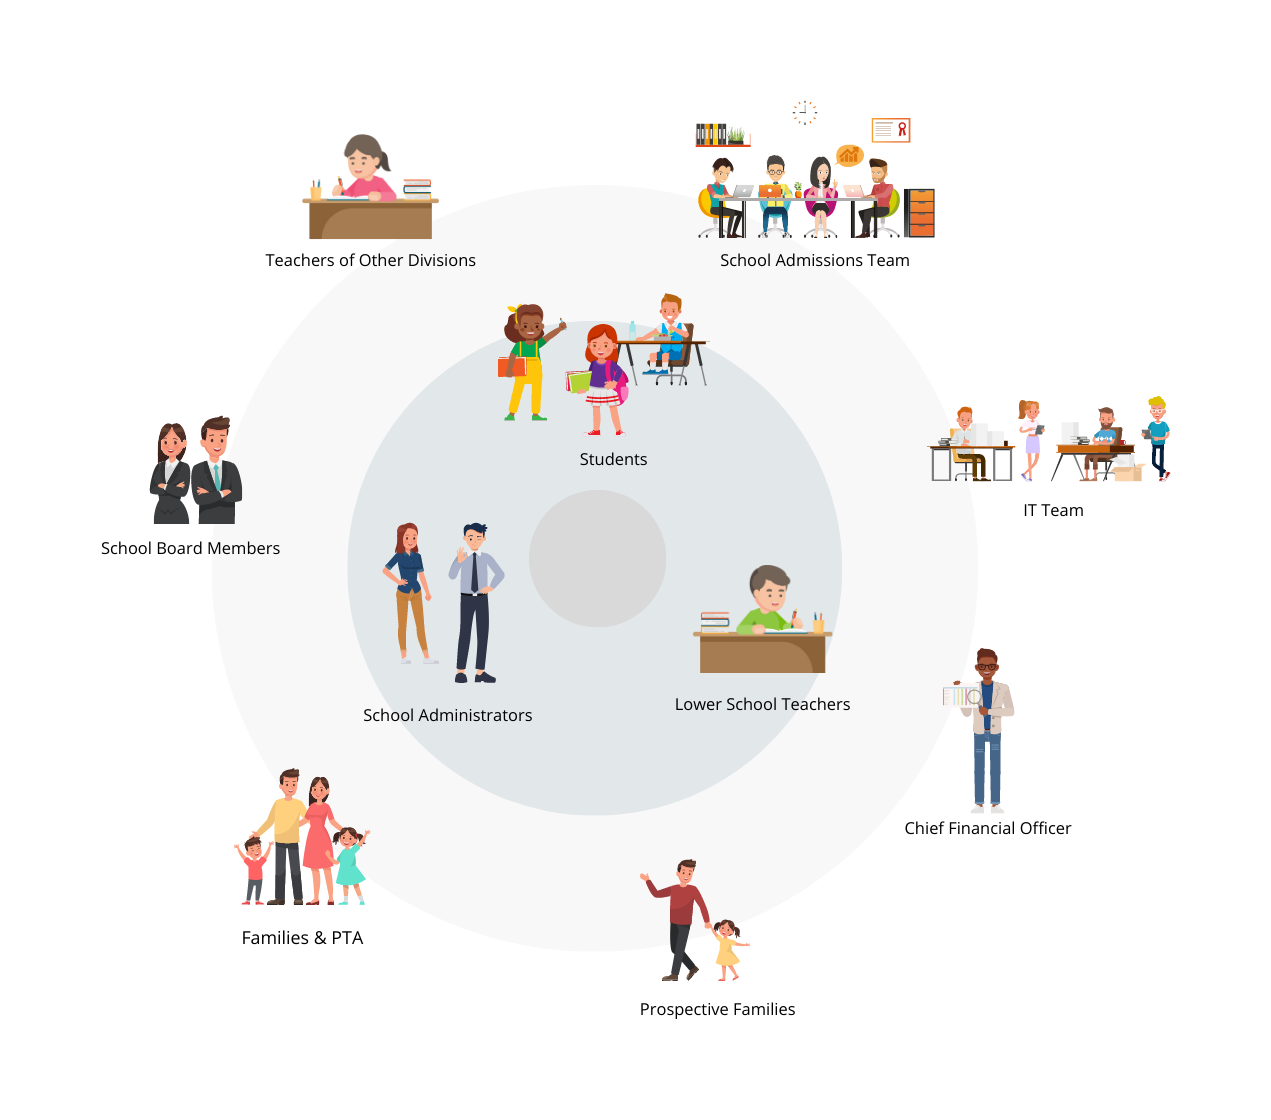 Teachers of Other Divisions
School Admissions Team
Students
IT Team
School Board Members
Lower School Teachers
School Administrators
Chief Financial Officer
Families & PTA
Prospective Families